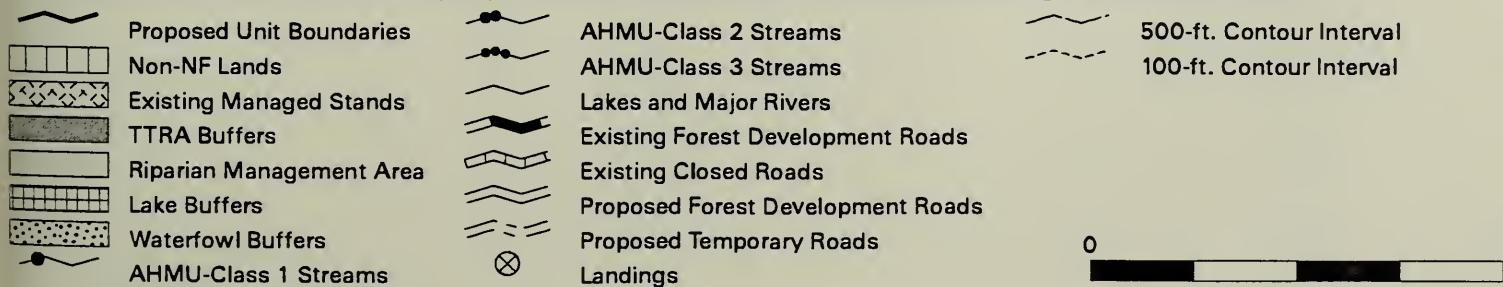 Proposed Unit Boundaries
Non-NF Lands
Existing Managed Stands
TTRA Buffers
Riparian Management Area
Lake Buffers
Waterfowl Buffers
AHMU-Class 1 Streams
AHMU-Class 2 Streams
AHMU-Class 3 Streams
Lakes and Major Rivers
Existing Forest Development Roads
Existing Closed Roads
Proposed Forest Development Roads
Proposed Temporary Roads
Landings
500-ft. Contour Interval
100-ft. Contour Interval
0